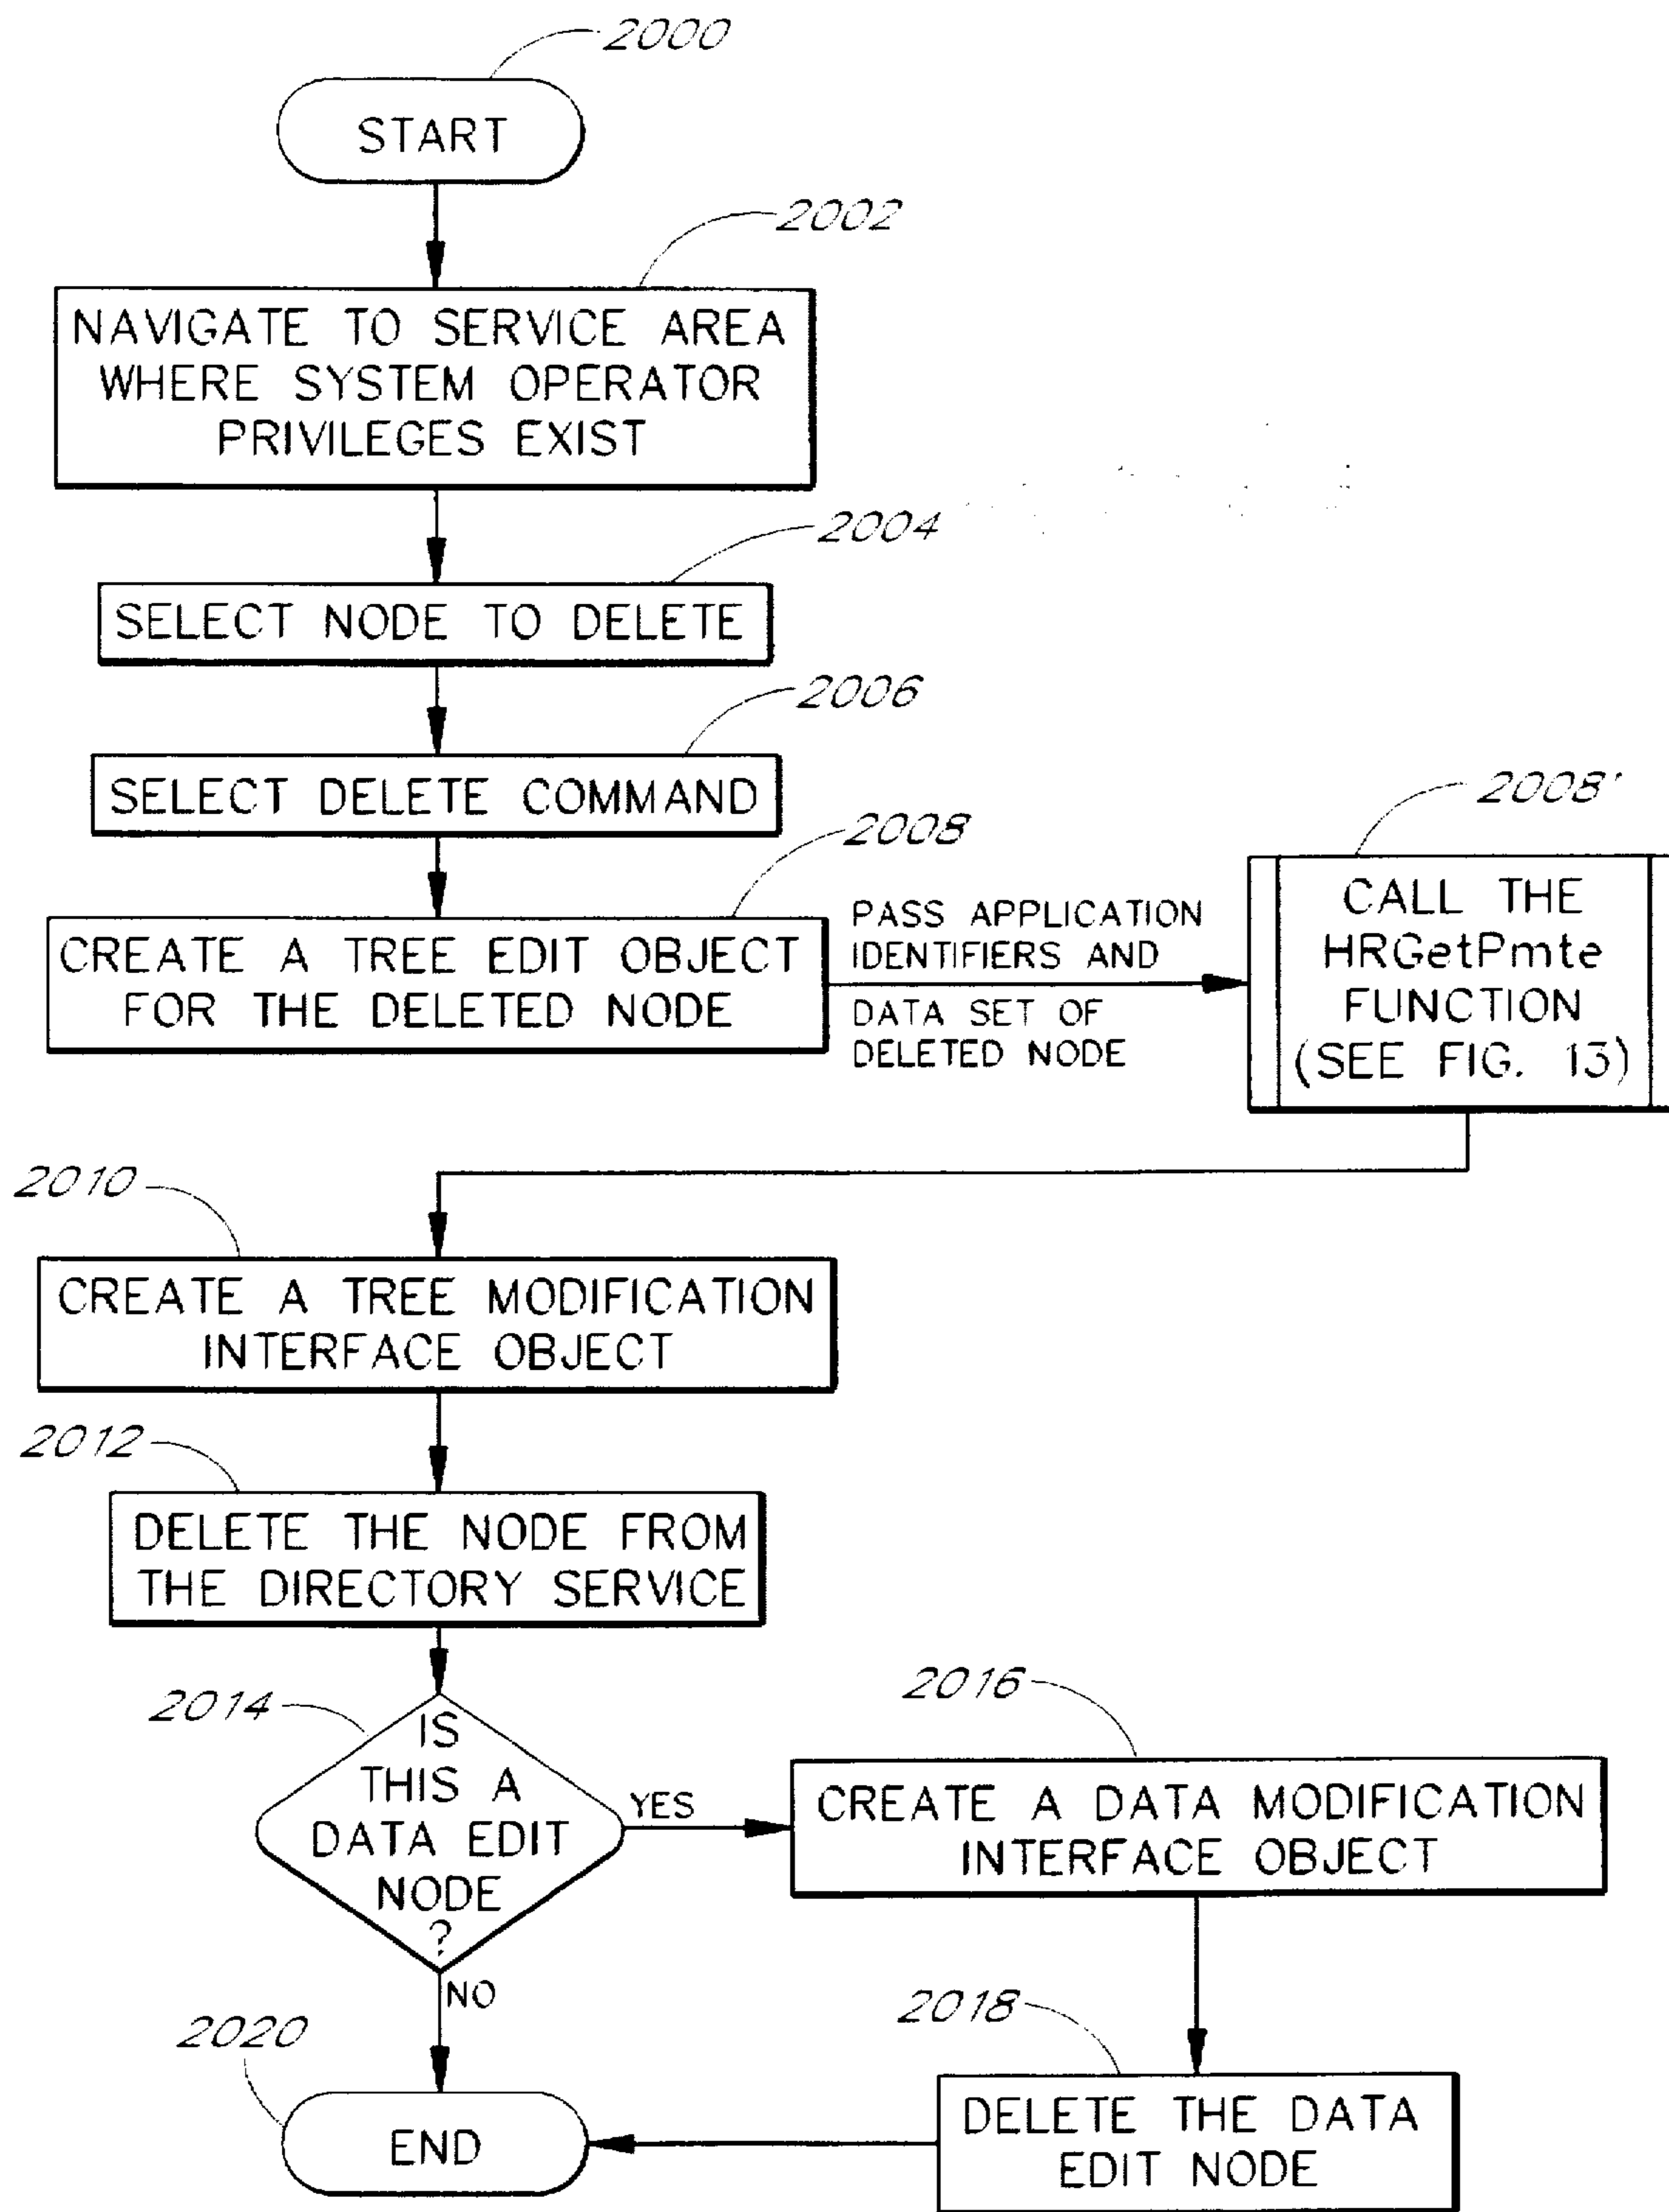 2000
START
2002
NAVIGATE TO SERVICE AREA
WHERE SYSTEM OPERATOR
PRIVILEGES EXIST
2004
SELECT NODE TO DELETE
2006
SELECT DELETE COMMAND
2008
CREATE A TREE EDIT OBJECT
FOR THE DELETED NODE
PASS APPLICATION
IDENTIFIERS AND
DATA SET OF
DELETED NODE
2008'
CALL THE
HRGetPmte
FUNCTION
(SEE FIG. 13)
2010
CREATE A TREE MODIFICATION
INTERFACE OBJECT
2012
DELETE THE NODE FROM
THE DIRECTORY SERVICE
2014
IS
THIS A
DATA EDIT
NODE
?
YES
NO
2016
CREATE A DATA MODIFICATION
INTERFACE OBJECT
2018
DELETE THE DATA
EDIT NODE
2020
END